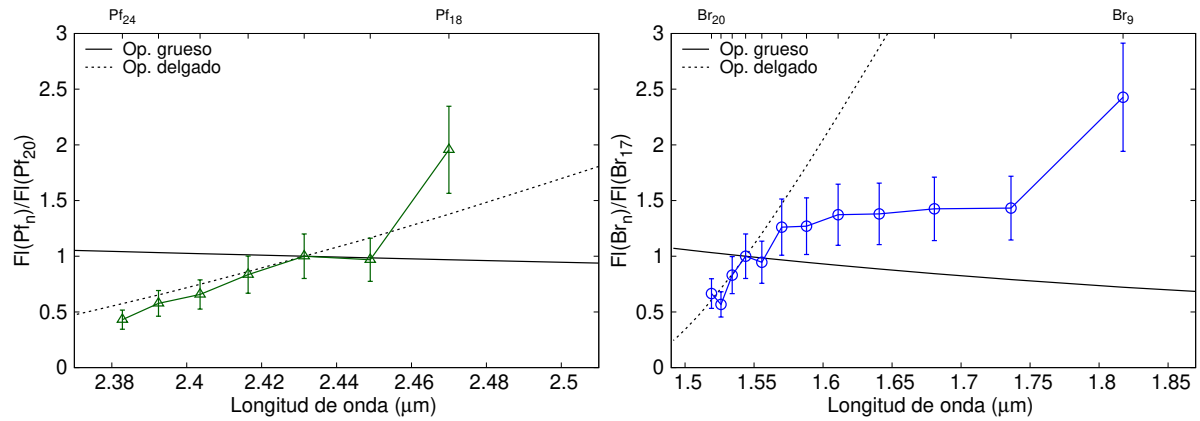 Pf24 Pf18
3
2.5
2
1.5
1
0.5
0
Fl(Pfn)/Fl(Pf20)
Op. grueso
Op. delgado
2.38 2.4 2.42 2.44 2.46 2.48 2.5
Longitud de onda (μm)
Br20 Br9
3
2.5
2
1.5
1
0.5
0
Fl(Brn)/Fl(Br17)
Op. grueso
Op. delgado
1.5 1.55 1.6 1.65 1.7 1.75 1.8 1.85
Longitud de onda (μm)